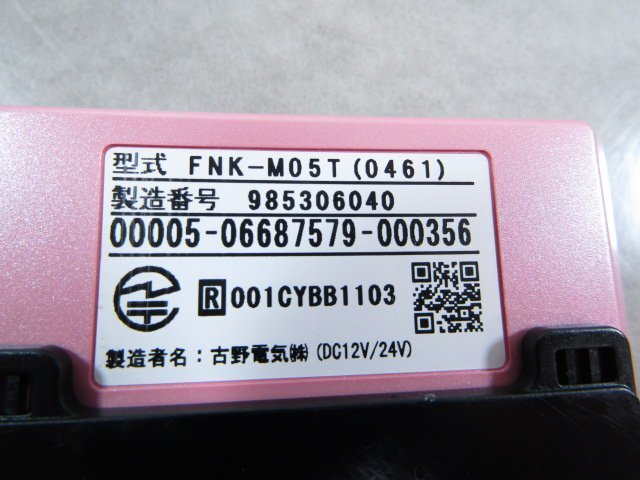 型式 FNK-M05T(0461)
製造番号 985306040
00005-06687579-000356
R 001CYBB1103
製造者名：古野電気㈱(DC12V/24V)